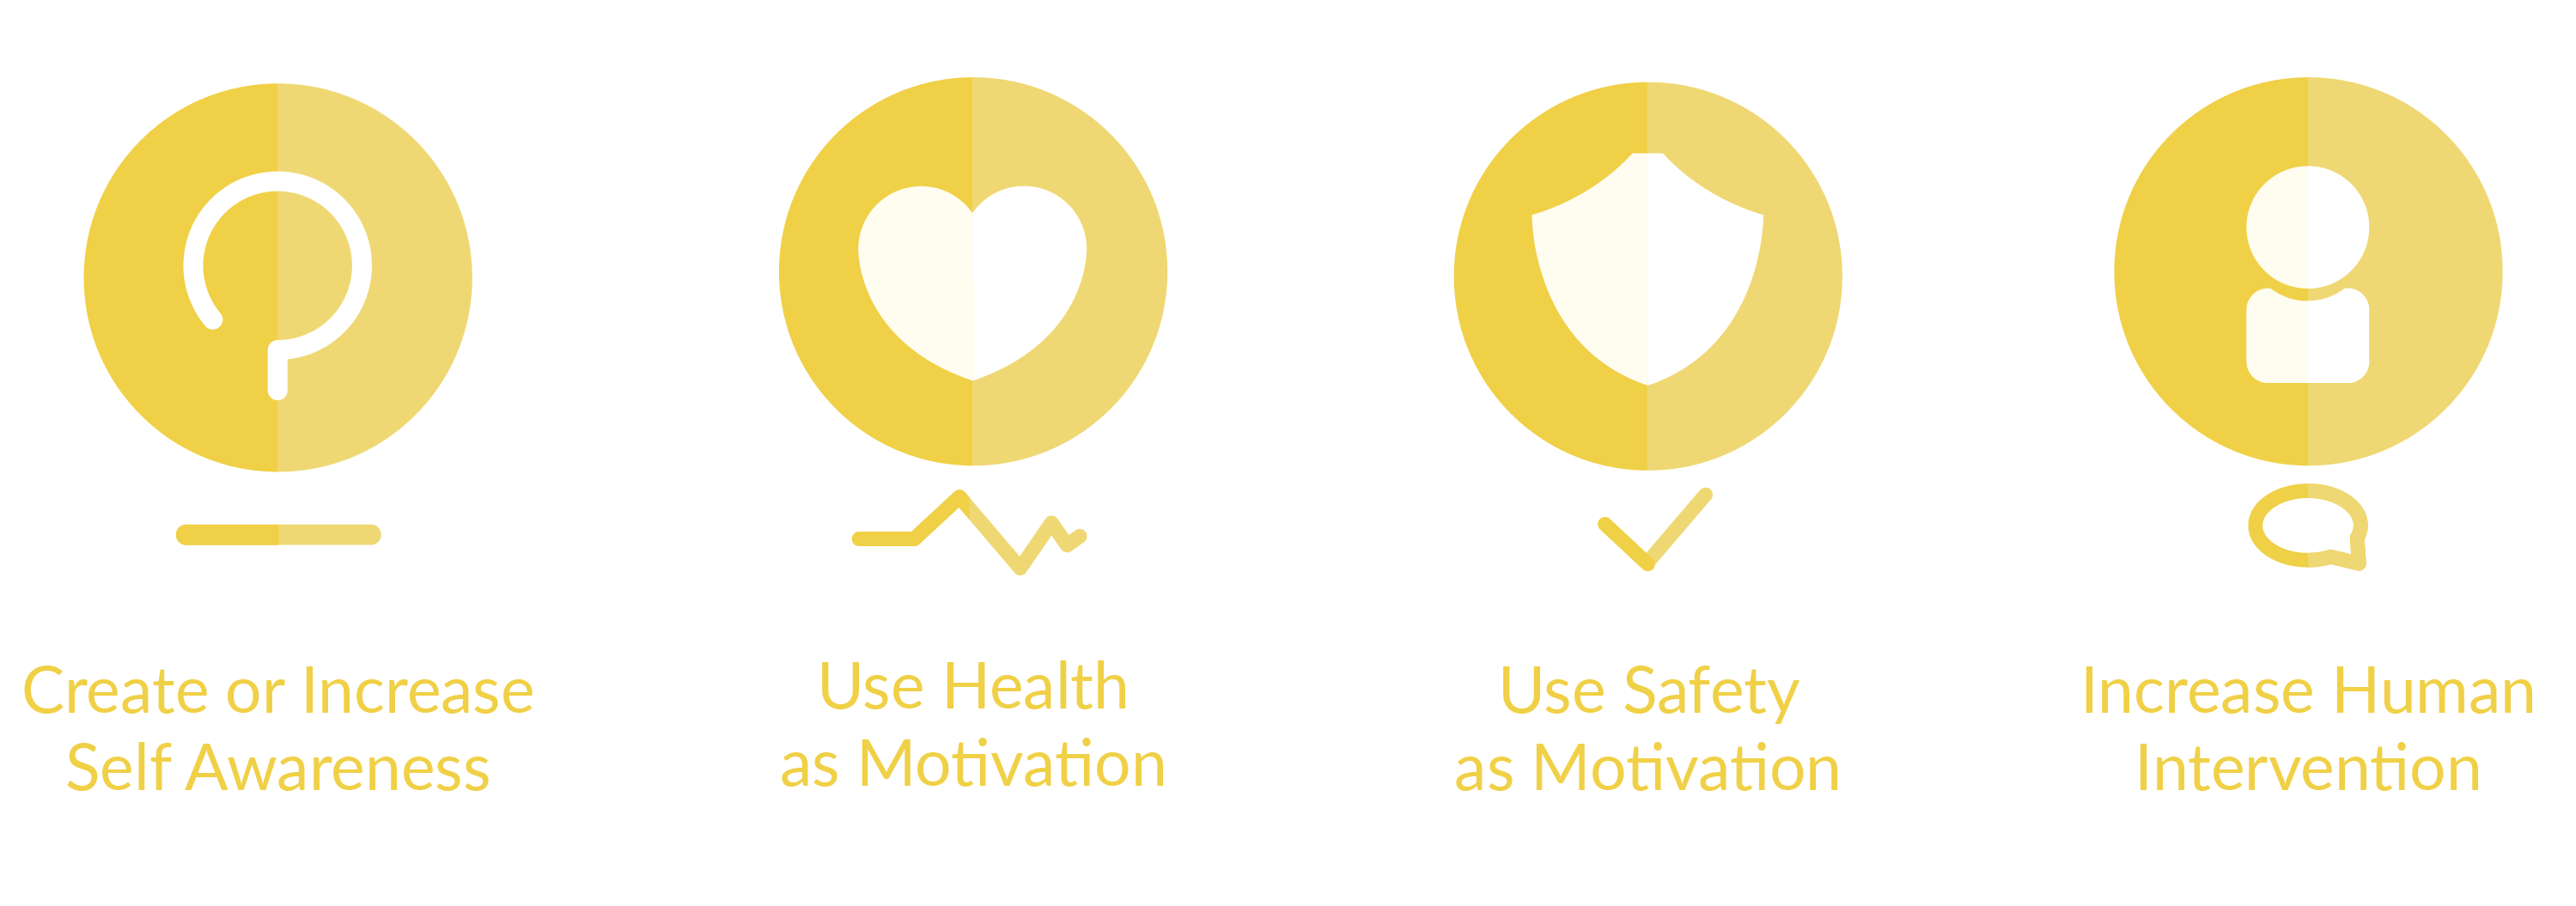 Create or Increase
Self Awareness
Use Health
as Motivation
Use Safety
as Motivation
Increase Human
Intervention